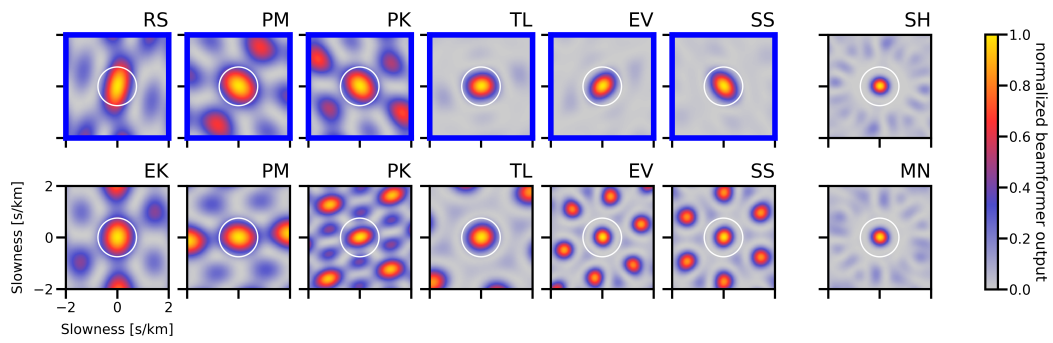 RS PM PK TL EV SS SH
EK PM PK TL EV SS MN
2
0
−2
Slowness [s/km]
−2 0 2
Slowness [s/km]
1.0
0.8
0.6
0.4
0.2
0.0
normalized beamformer output